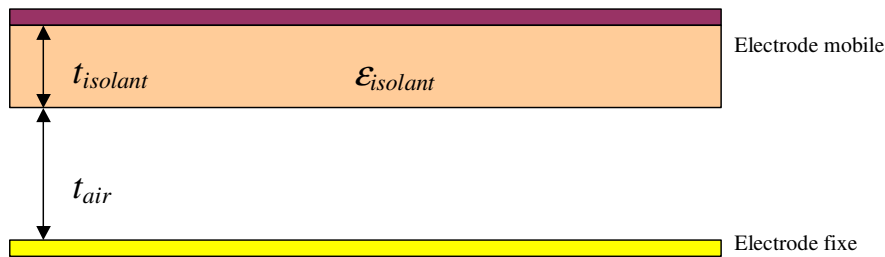 Electrode mobile
t_isolant
ε_isolant
t_air
Electrode fixe